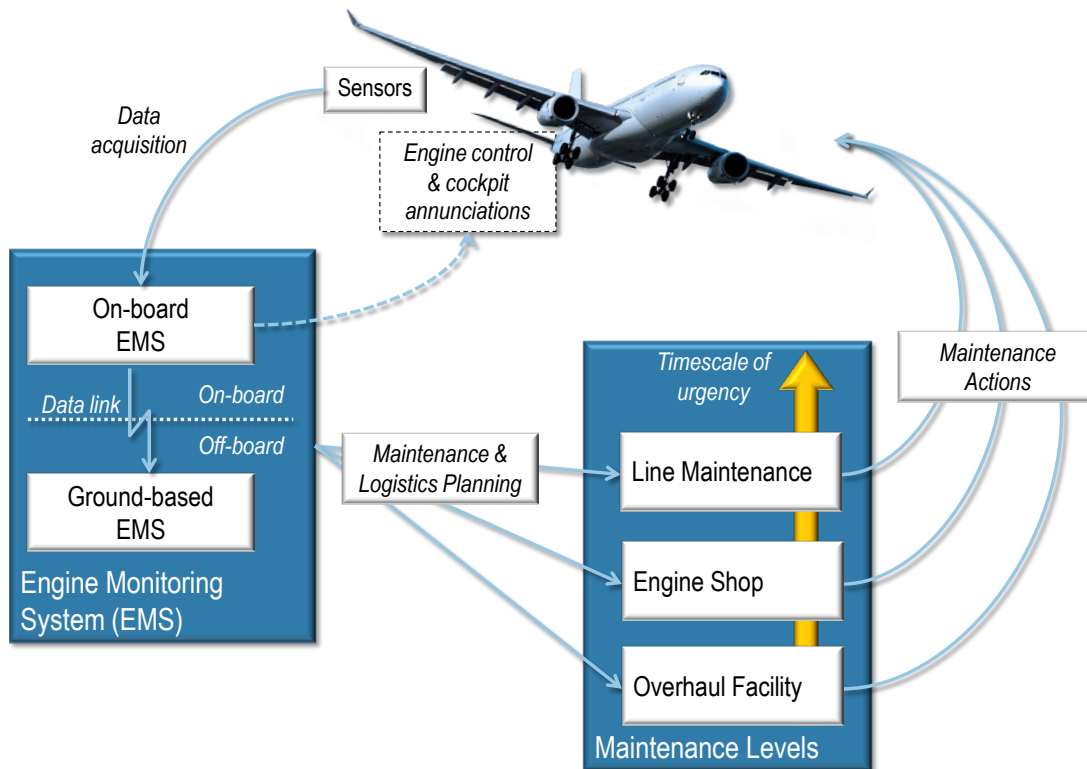 Sensors
Data
acquisition
Engine control
& cockpit
annunciations
On-board
EMS
Data link
On-board
Off-board
Ground-based
EMS
Engine Monitoring
System (EMS)
Maintenance &
Logistics Planning
Timescale of
urgency
Line Maintenance
Engine Shop
Overhaul Facility
Maintenance Levels
Maintenance
Actions